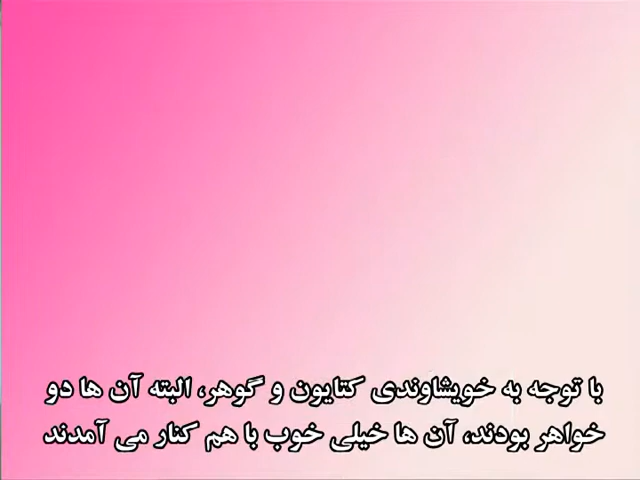 با توجه به خویشاوندی کتایون و گوهر، البته آن ها دو
خواهر بودند، آن ها خیلی خوب با هم کنار می آمدند